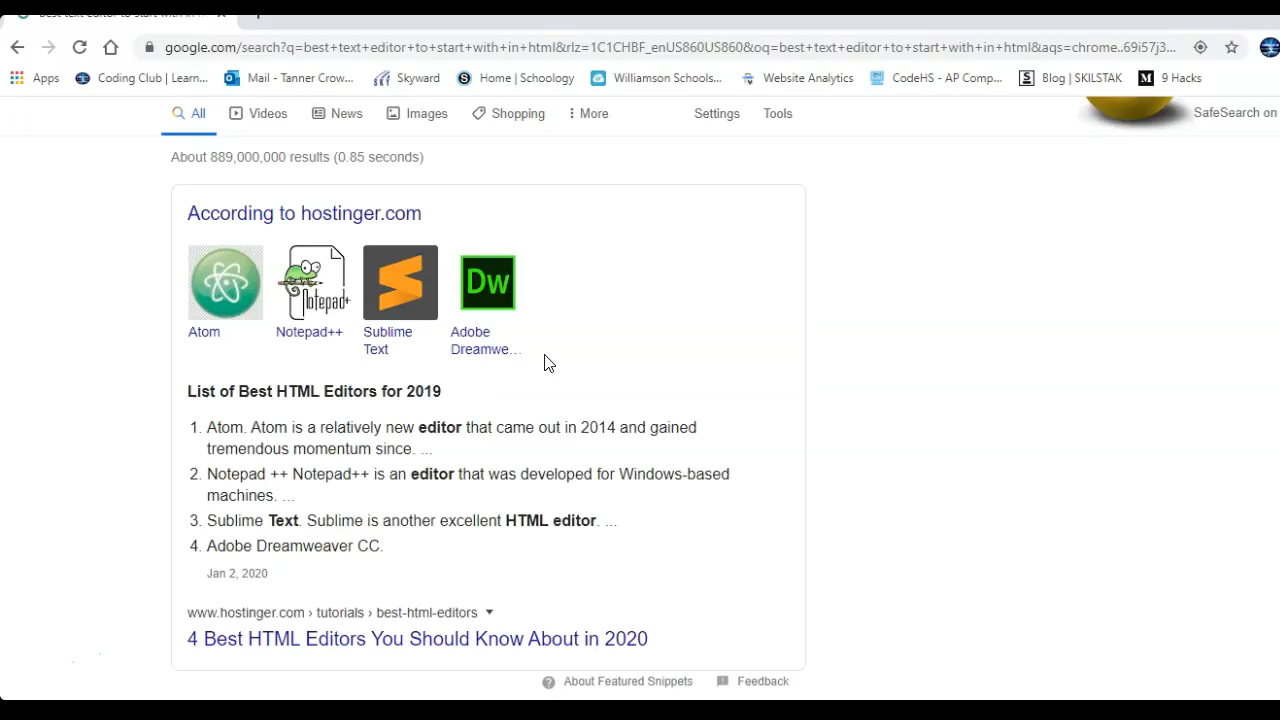 google.com/search?q=best+text+editor+to+start+with+in+html&rlz=1C1CHBF_enUS860US860&oq=best+text+editor+to+start+with+in+html&aqs=chrome..69i57j3...
Apps Coding Club | Learn... Mail - Tanner Crow... Skyward Home | Schoology Williamson Schools... Website Analytics CodeHS - AP Comp... Blog | SKILSTAK 9 Hacks
All Videos News Images Shopping More Settings Tools SafeSearch on
About 889,000,000 results (0.85 seconds)
According to hostinger.com
Notepad+
Dw
Atom Notepad++ Sublime Text Adobe Dreamwe...
List of Best HTML Editors for 2019
1. Atom. Atom is a relatively new editor that came out in 2014 and gained
tremendous momentum since. ...
2. Notepad ++ Notepad++ is an editor that was developed for Windows-based
machines. ...
3. Sublime Text. Sublime is another excellent HTML editor. ...
4. Adobe Dreamweaver CC.
Jan 2, 2020
www.hostinger.com › tutorials › best-html-editors
4 Best HTML Editors You Should Know About in 2020
About Featured Snippets Feedback